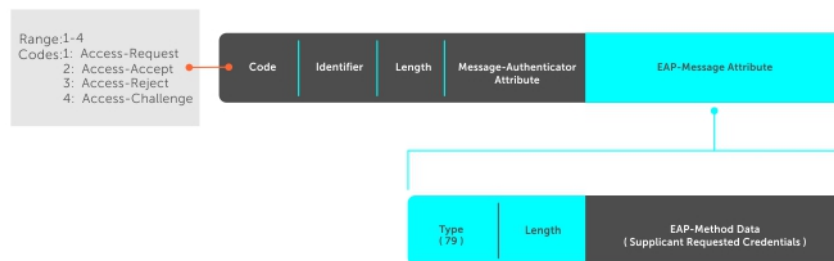 Range:1-4
Codes:1: Access-Request
2: Access-Accept
3: Access-Reject
4: Access-Challenge
Code
Identifier
Length
Message-Authenticator
Attribute
EAP-Message Attribute
Type
( 79 )
Length
EAP-Method Data
( Supplicant Requested Credentials )